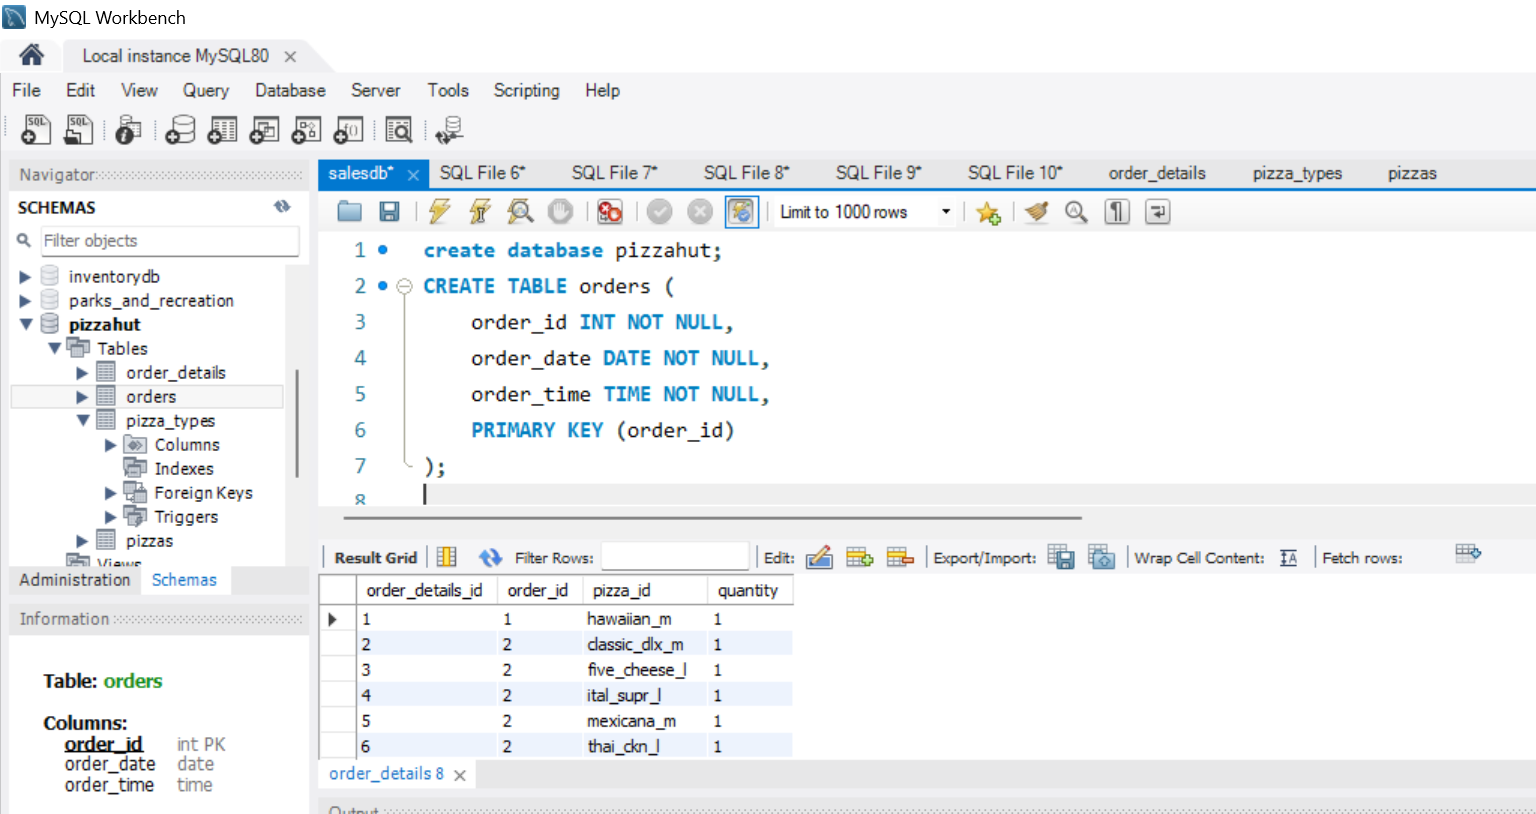 MySQL Workbench
Local instance MySQL80
File Edit View Query Database Server Tools Scripting Help
Navigator
SCHEMAS
Filter objects
inventorydb
parks_and_recreation
pizzahut
Tables
order_details
orders
pizza_types
Columns
Indexes
Foreign Keys
Triggers
pizzas
Views
Administration Schemas
Information
Table: orders
Columns:
order_id int PK
order_date date
order_time time
salesdb* SQL File 6* SQL File 7* SQL File 8* SQL File 9* SQL File 10* order_details pizza_types pizzas
Limit to 1000 rows
1 create database pizzahut;
2 CREATE TABLE orders (
3 order_id INT NOT NULL,
4 order_date DATE NOT NULL,
5 order_time TIME NOT NULL,
6 PRIMARY KEY (order_id)
7 );
8
Result Grid Filter Rows: Edit: Export/Import: Wrap Cell Content: Fetch rows:
order_details_id order_id pizza_id quantity
1 1 hawaiian_m 1
2 2 classic_dlx_m 1
3 2 five_cheese_l 1
4 2 ital_supr_l 1
5 2 mexicana_m 1
6 2 thai_ckn_l 1
order_details 8
Output